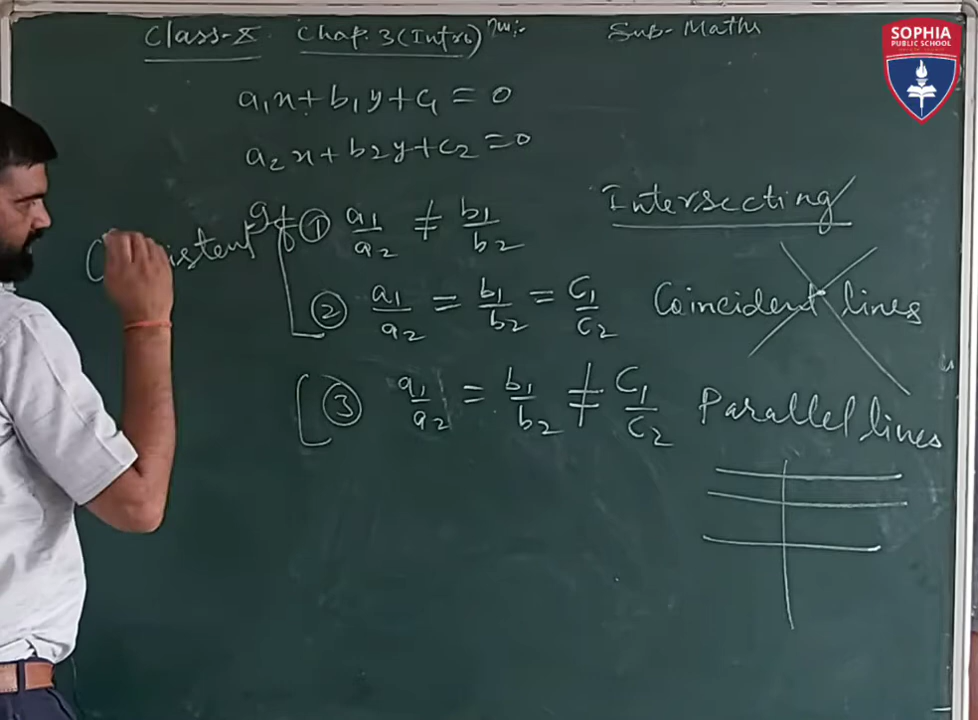 Class-X Chap. 3 (Intro) Sub- Maths
SOPHIA
PUBLIC SCHOOL
a₁x + b₁y + c₁ = 0
a₂x + b₂y + c₂ = 0
If ① a₁/a₂ ≠ b₁/b₂ Intersecting
② a₁/a₂ = b₁/b₂ = C₁/C₂ Coincident lines
③ a₁/a₂ = b₁/b₂ ≠ C₁/C₂ Parallel lines